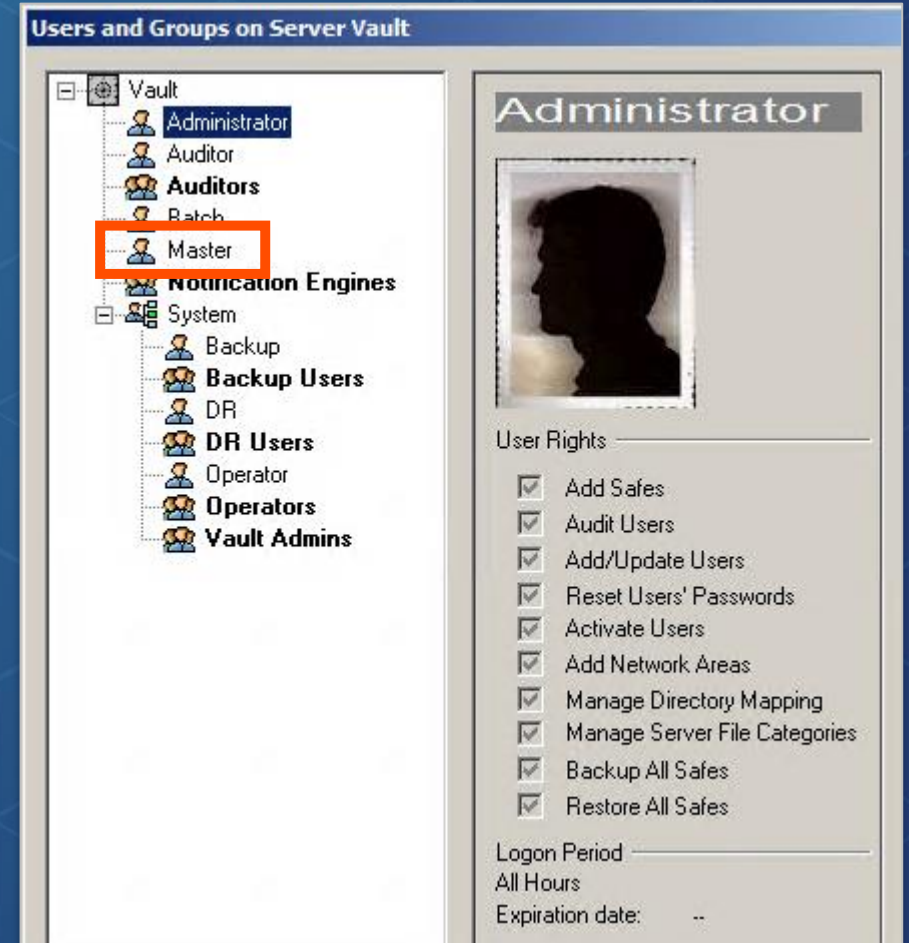 Users and Groups on Server Vault
Vault
Administrator
Auditor
Auditors
Batch
Master
Notification Engines
System
Backup
Backup Users
DR
DR Users
Operator
Operators
Vault Admins
Administrator
User Rights
Add Safes
Audit Users
Add/Update Users
Reset Users' Passwords
Activate Users
Add Network Areas
Manage Directory Mapping
Manage Server File Categories
Backup All Safes
Restore All Safes
Logon Period
All Hours
Expiration date: --